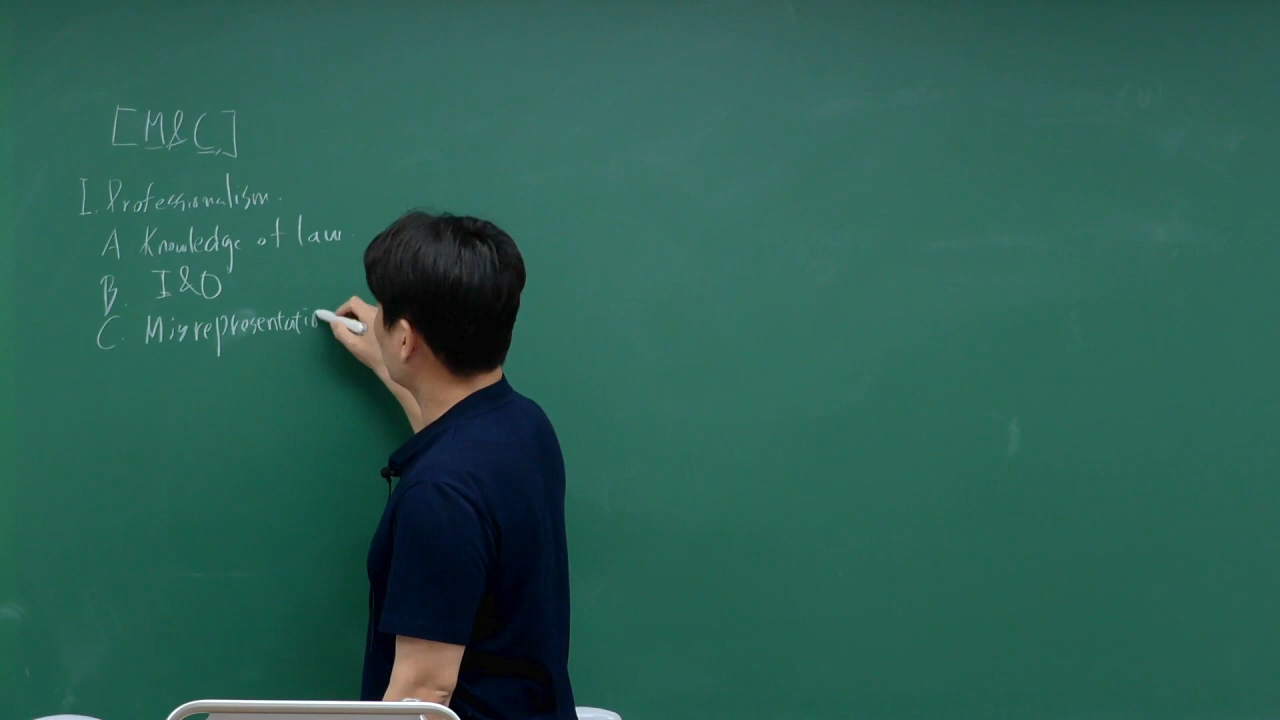 [M&C]
I. Professionalism.
A. Knowledge of law.
B. I&O
C. Misrepresentatio